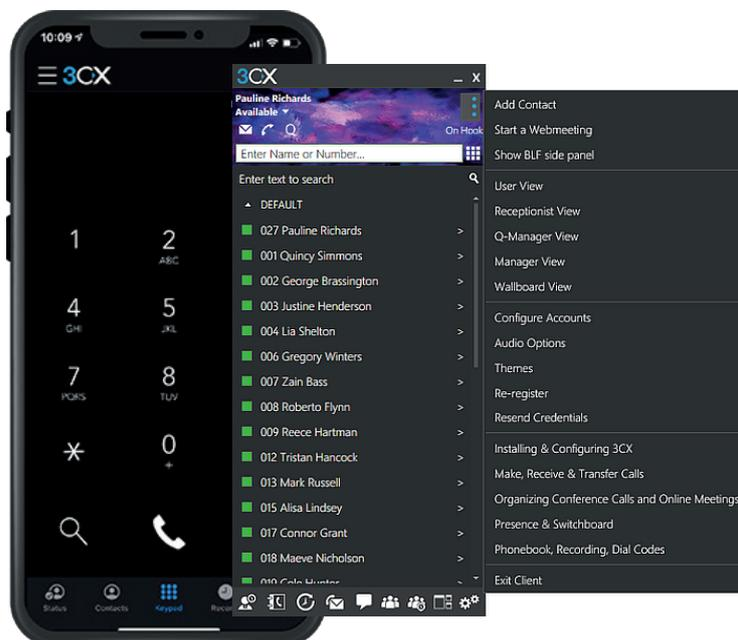 10:09
3CX
1
2
ABC
4
GHI
5
JKL
7
PQRS
8
TUV
*
0
+
Status
Contacts
Keypad
3CX
Pauline Richards
Available
On Hook
Enter Name or Number...
Enter text to search
DEFAULT
027 Pauline Richards
001 Quincy Simmons
002 George Brassington
003 Justine Henderson
004 Lia Shelton
006 Gregory Winters
007 Zain Bass
008 Roberto Flynn
009 Reece Hartman
012 Tristan Hancock
013 Mark Russell
015 Alisa Lindsey
017 Connor Grant
018 Maeve Nicholson
019 Cole Hunter
Add Contact
Start a Webmeeting
Show BLF side panel
User View
Receptionist View
Q-Manager View
Manager View
Wallboard View
Configure Accounts
Audio Options
Themes
Re-register
Resend Credentials
Installing & Configuring 3CX
Make, Receive & Transfer Calls
Organizing Conference Calls and Online Meetings
Presence & Switchboard
Phonebook, Recording, Dial Codes
Exit Client